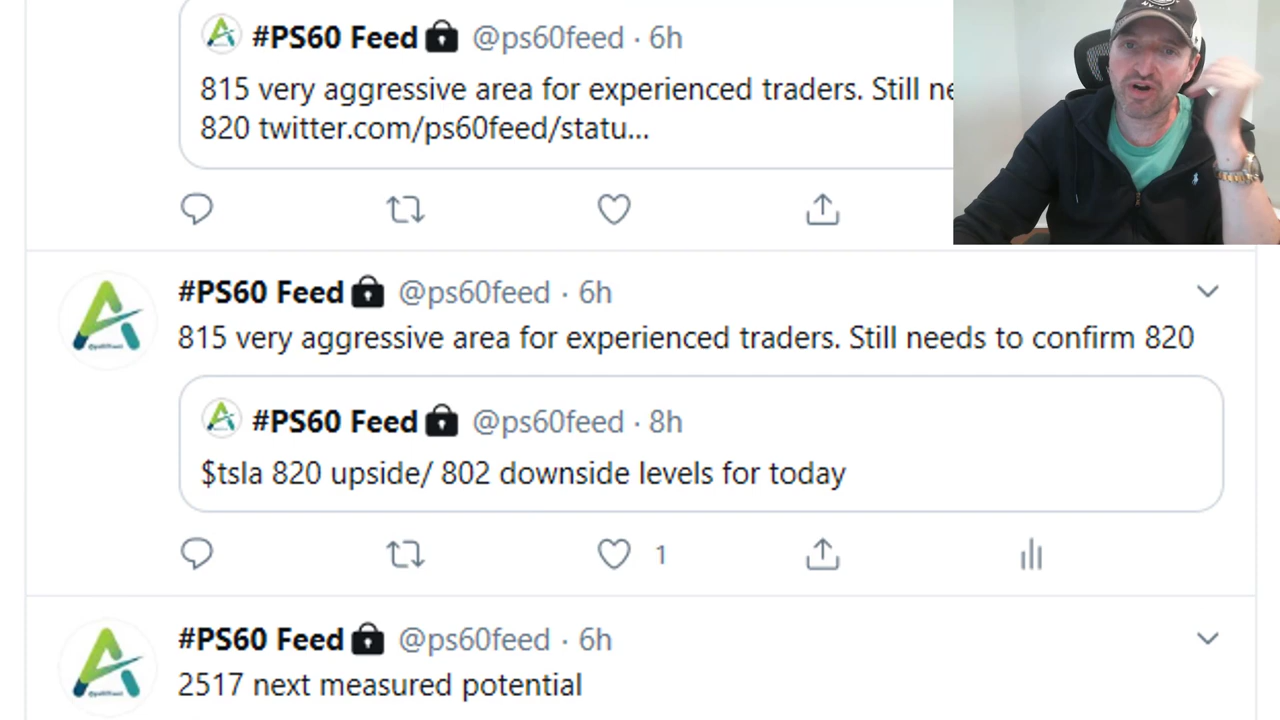 #PS60 Feed @ps60feed · 6h
815 very aggressive area for experienced traders. Still
820 twitter.com/ps60feed/statu...
#PS60 Feed @ps60feed · 6h
815 very aggressive area for experienced traders. Still needs to confirm 820
#PS60 Feed @ps60feed · 8h
$tsla 820 upside/ 802 downside levels for today
1
#PS60 Feed @ps60feed · 6h
2517 next measured potential